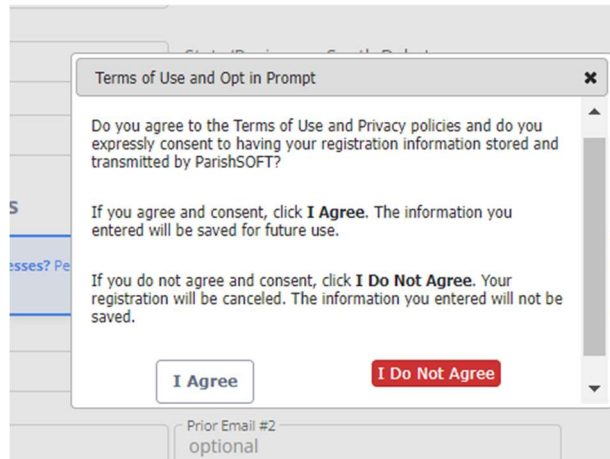 Terms of Use and Opt in Prompt
Do you agree to the Terms of Use and Privacy policies and do you
expressly consent to having your registration information stored and
transmitted by ParishSOFT?
If you agree and consent, click I Agree. The information you
entered will be saved for future use.
esses? Pe
If you do not agree and consent, click I Do Not Agree. Your
registration will be canceled. The information you entered will not be
saved.
I Agree
I Do Not Agree
Prior Email #2
optional